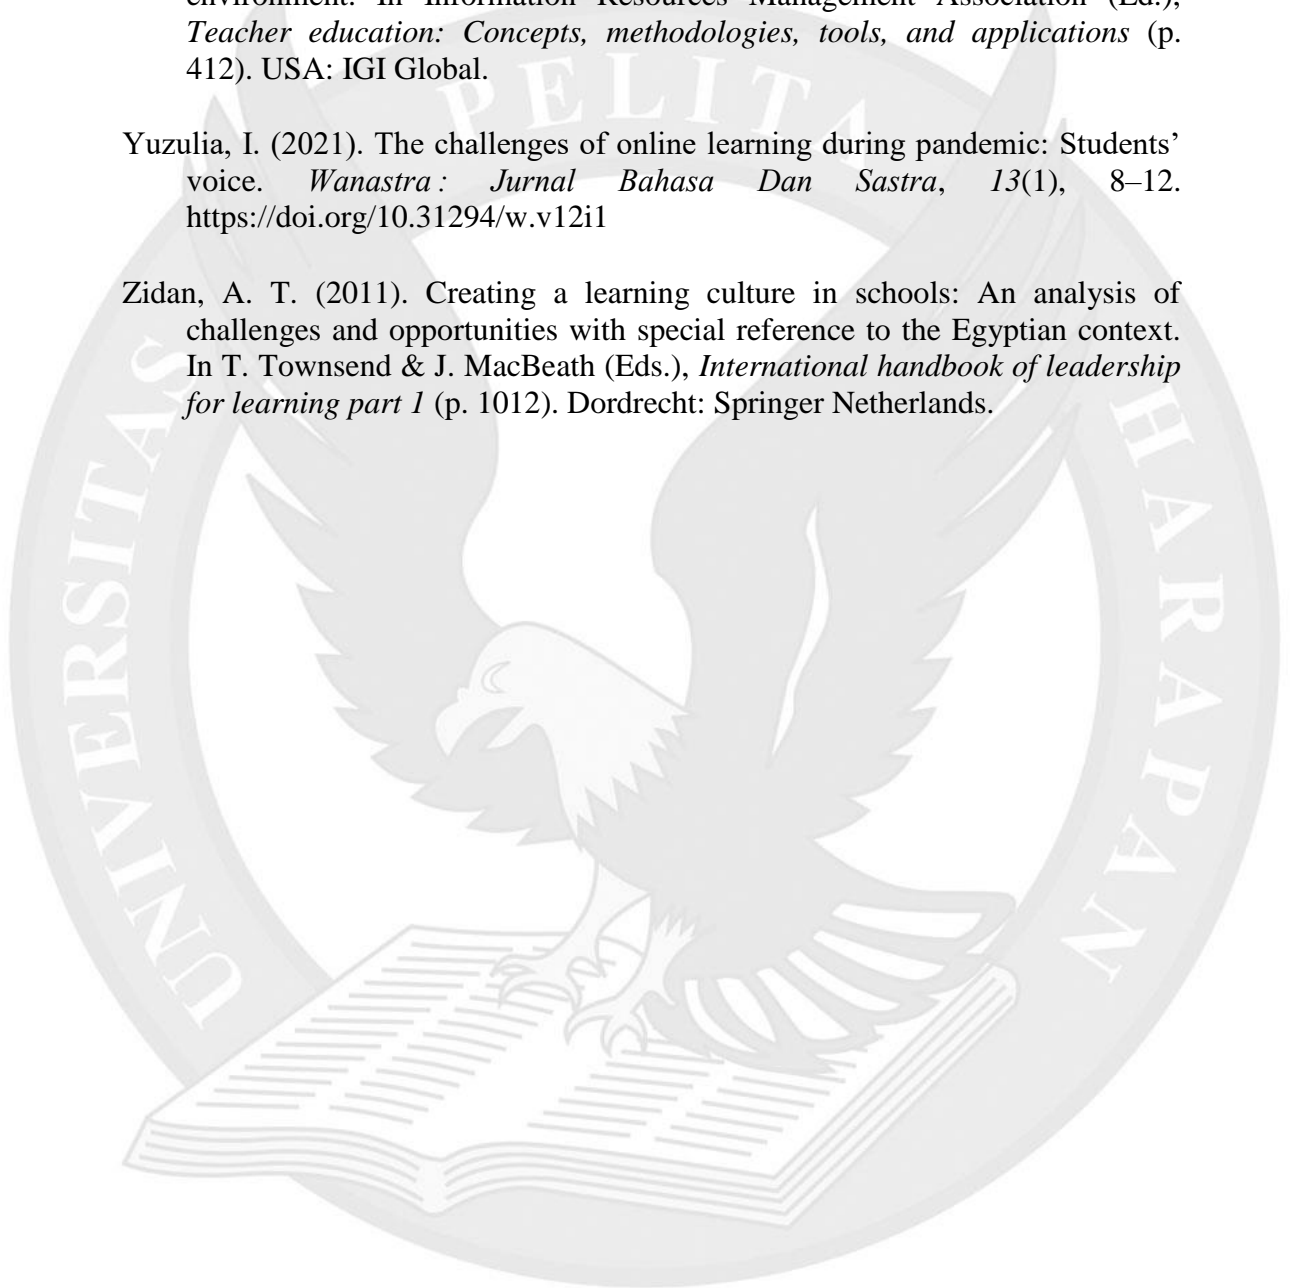 environment. In Information Resources Management Association (Ed.),
Teacher education: Concepts, methodologies, tools, and applications (p.
412). USA: IGI Global.
Yuzulia, I. (2021). The challenges of online learning during pandemic: Students’
voice. Wanastra : Jurnal Bahasa Dan Sastra, 13(1), 8–12.
https://doi.org/10.31294/w.v12i1
Zidan, A. T. (2011). Creating a learning culture in schools: An analysis of
challenges and opportunities with special reference to the Egyptian context.
In T. Townsend & J. MacBeath (Eds.), International handbook of leadership
for learning part 1 (p. 1012). Dordrecht: Springer Netherlands.
UNIVERSITAS PELITA HARAPAN